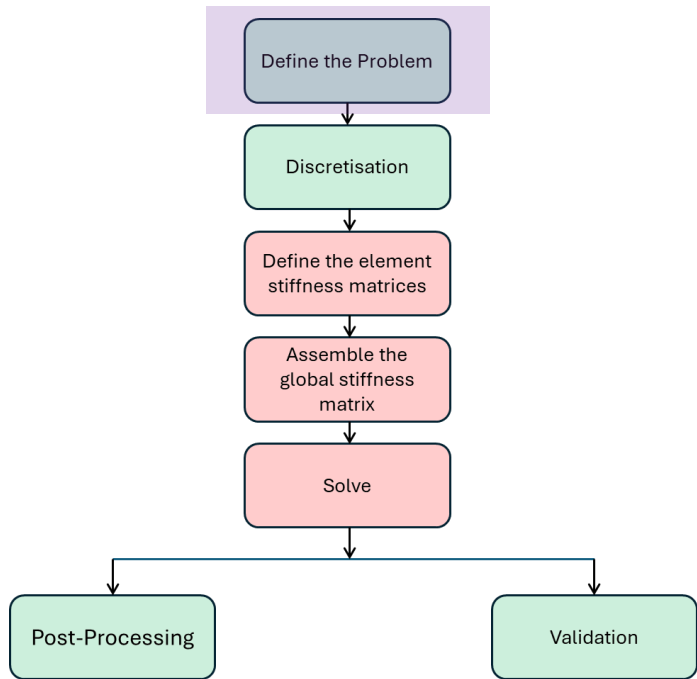 Define the Problem
Discretisation
Define the element
stiffness matrices
Assemble the
global stiffness
matrix
Solve
Post-Processing
Validation